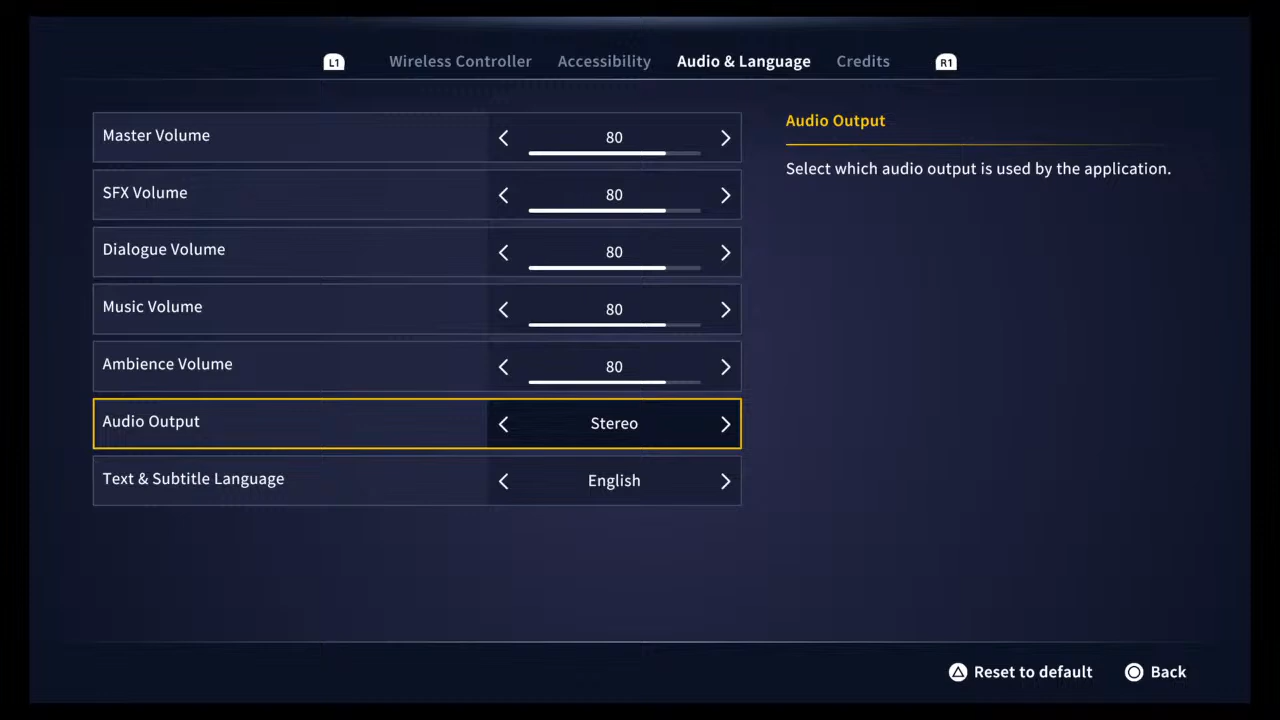 L1 Wireless Controller Accessibility Audio & Language Credits R1
Master Volume 80
SFX Volume 80
Dialogue Volume 80
Music Volume 80
Ambience Volume 80
Audio Output Stereo
Text & Subtitle Language English
Audio Output
Select which audio output is used by the application.
Reset to default Back